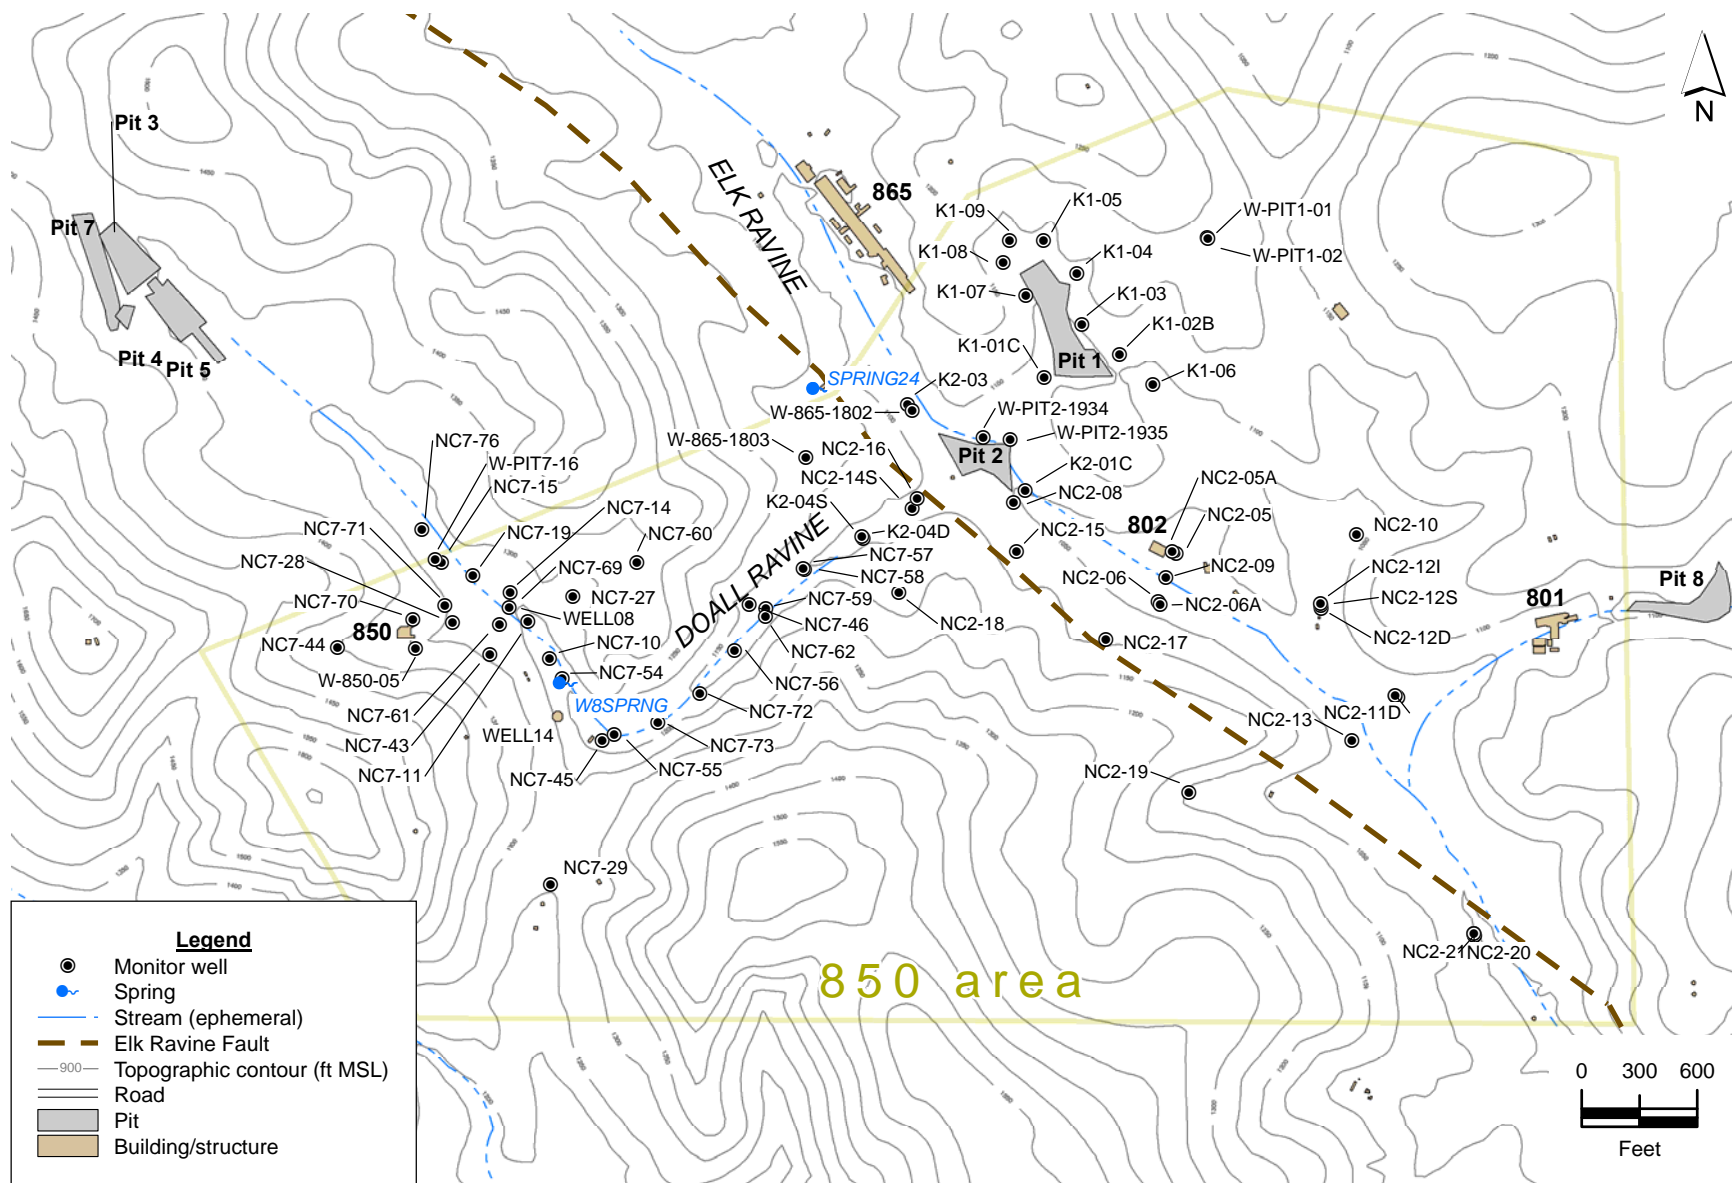 Pit 3
N
ELK RAVINE
865
K1-09
K1-05
W-PIT1-01
Pit 7
K1-08
K1-04
W-PIT1-02
K1-07
K1-03
K1-02B
Pit 4
Pit 5
K1-01C
Pit 1
SPRING24
K2-03
K1-06
W-865-1802
W-PIT2-1934
W-865-1803
NC2-16
W-PIT2-1935
NC7-76
Pit 2
K2-01C
W-PIT7-16
NC2-14S
NC2-05A
NC7-15
K2-04S
NC2-08
NC7-14
802
NC2-05
NC2-10
NC7-71
NC7-19
NC7-60
K2-04D
NC2-15
DOALL RAVINE
NC7-57
NC7-28
NC7-69
NC7-58
NC2-09
NC2-12I
Pit 8
NC2-06
NC7-70
NC7-27
NC7-59
NC2-12S
801
NC2-06A
WELL08
NC7-46
NC2-18
850
NC2-12D
NC7-44
NC7-10
NC7-62
NC2-17
W-850-05
NC7-54
NC7-56
W8SPRNG
NC7-61
NC7-72
NC2-13
NC2-11D
WELL14
NC7-43
NC7-73
NC7-11
NC7-45
NC7-55
NC2-19
NC7-29
NC2-21
NC2-20
850 area
Legend
Monitor well
Spring
Stream (ephemeral)
Elk Ravine Fault
900
Topographic contour (ft MSL)
Road
Pit
Building/structure
0 300 600
Feet